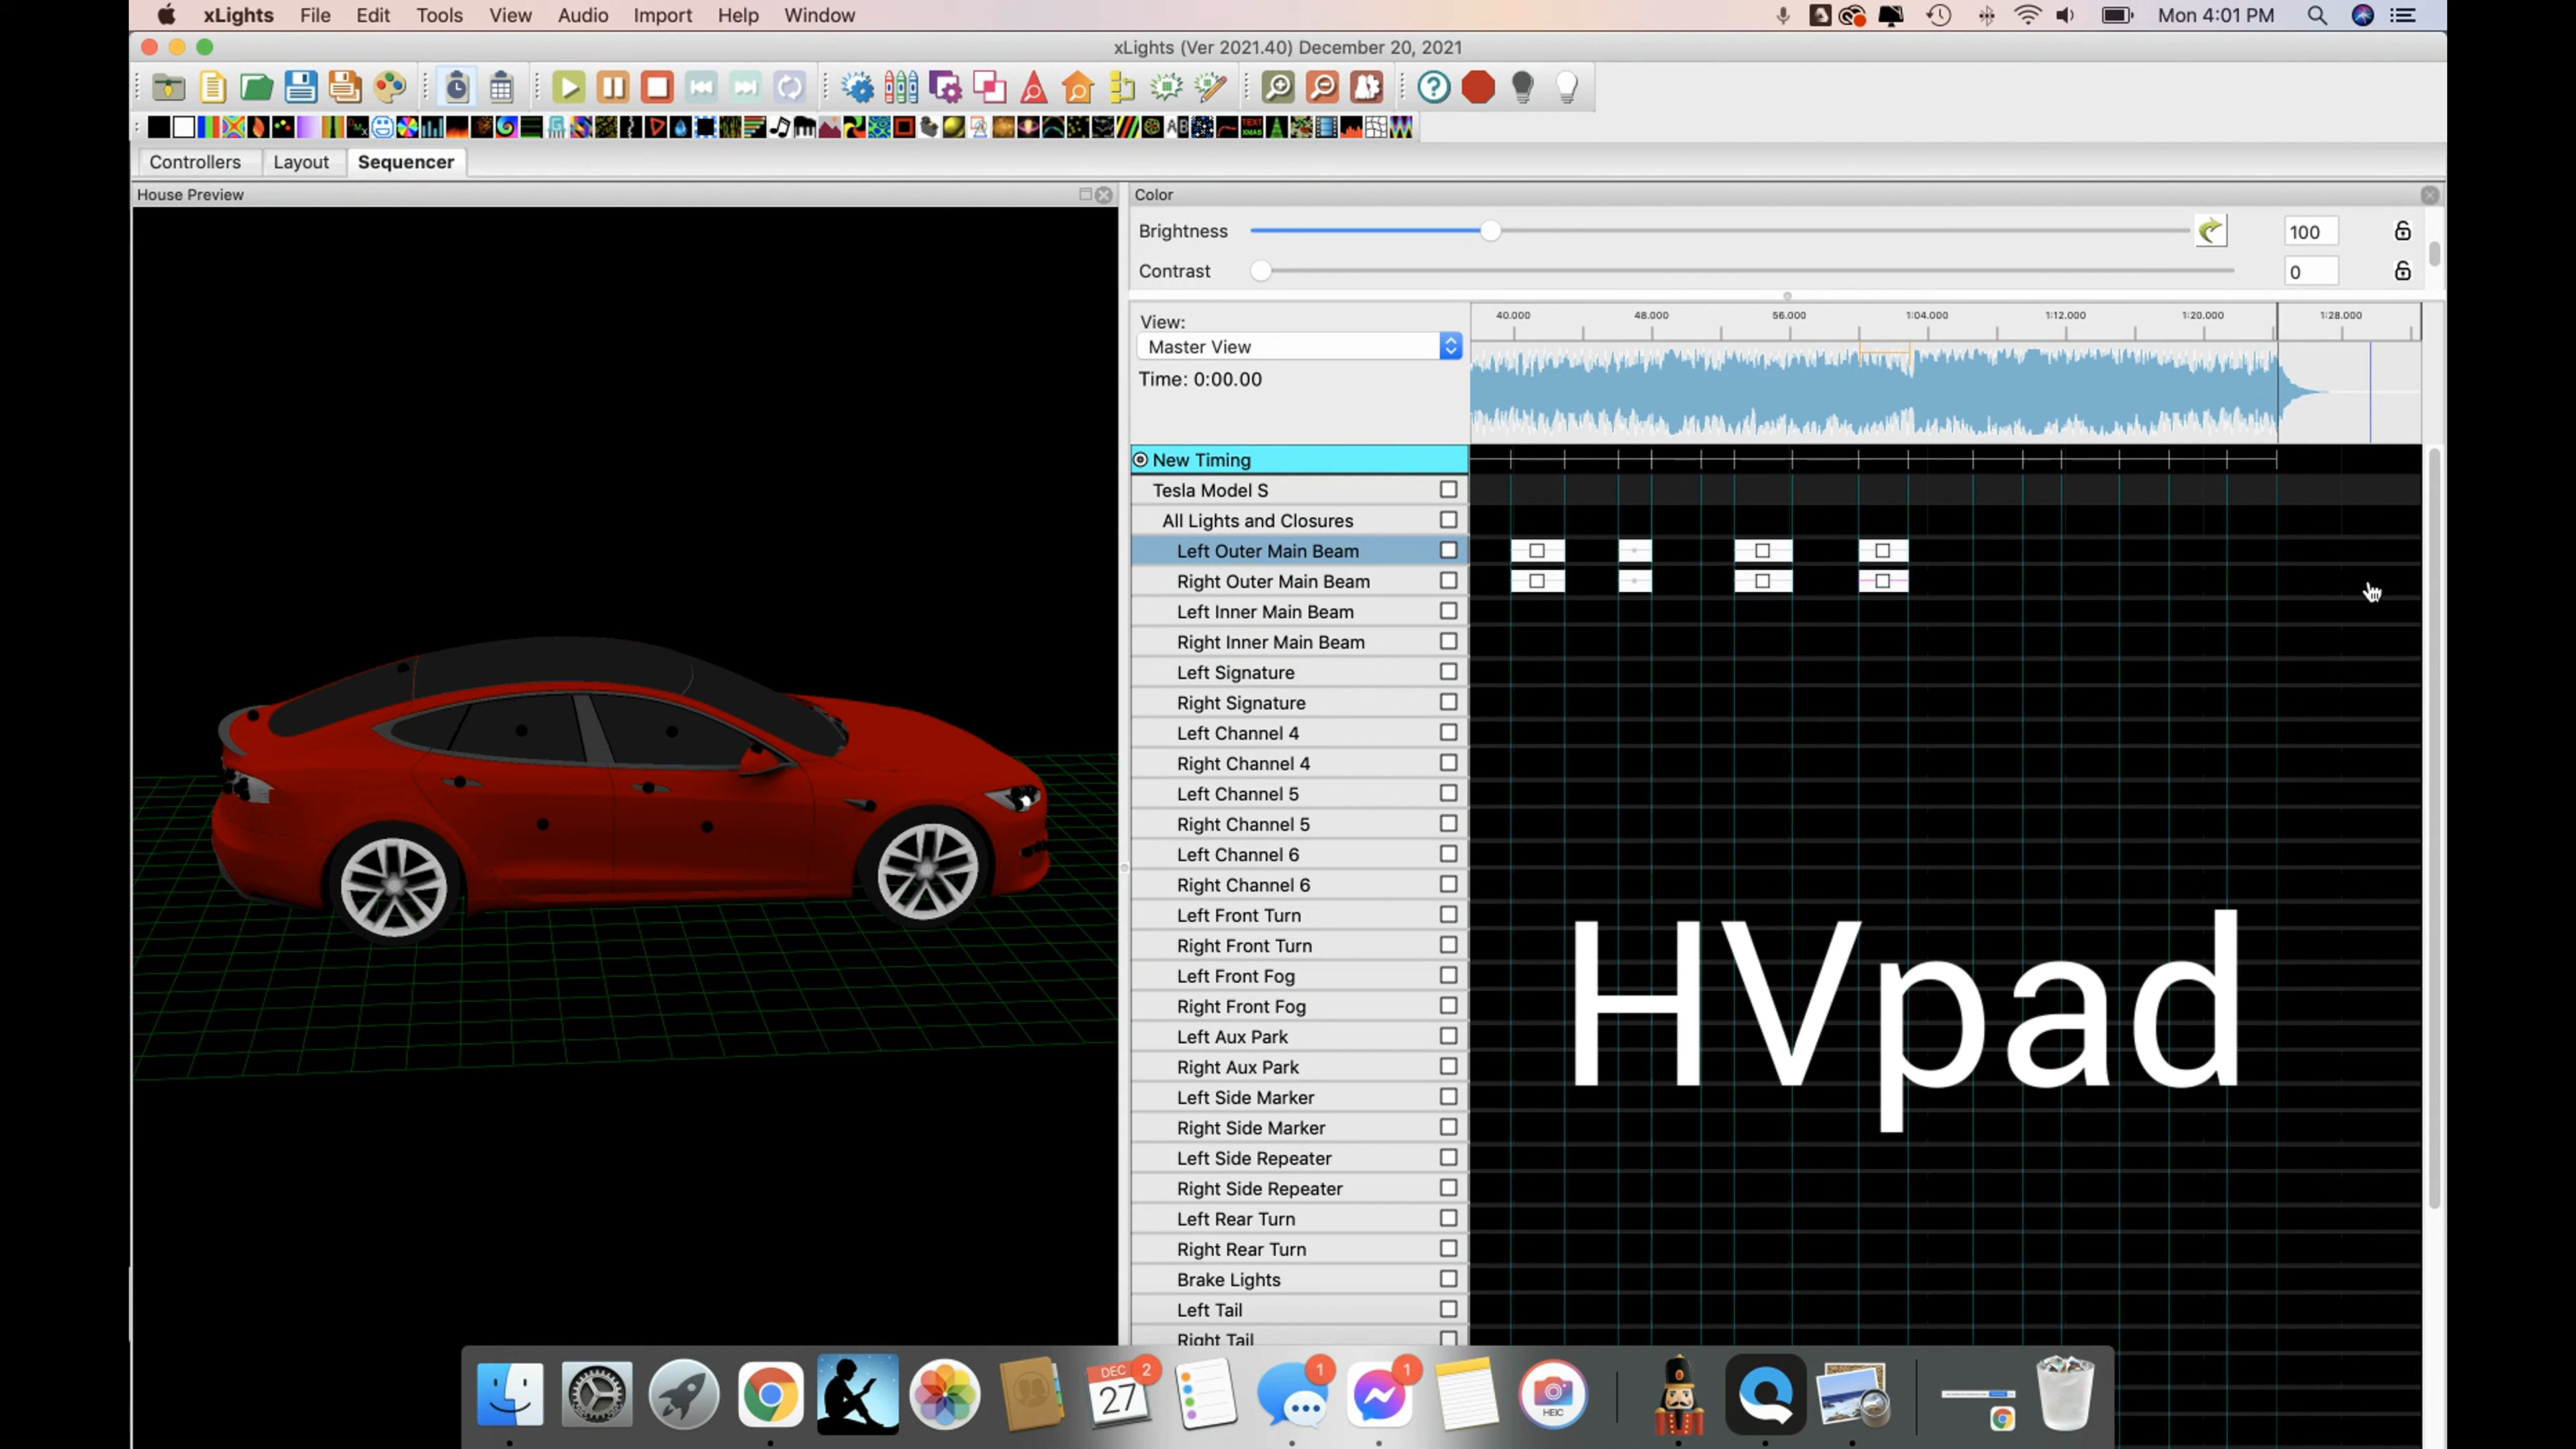 xLights File Edit Tools View Audio Import Help Window Mon 4:01 PM
xLights (Ver 2021.40) December 20, 2021
Controllers Layout Sequencer
House Preview
Color
Brightness 100
Contrast 0
View:
Master View
Time: 0:00.00
40.000 48.000 56.000 1:04.000 1:12.000 1:20.000 1:28.000
New Timing
Tesla Model S
All Lights and Closures
Left Outer Main Beam
Right Outer Main Beam
Left Inner Main Beam
Right Inner Main Beam
Left Signature
Right Signature
Left Channel 4
Right Channel 4
Left Channel 5
Right Channel 5
Left Channel 6
Right Channel 6
Left Front Turn
Right Front Turn
Left Front Fog
Right Front Fog
Left Aux Park
Right Aux Park
Left Side Marker
Right Side Marker
Left Side Repeater
Right Side Repeater
Left Rear Turn
Right Rear Turn
Brake Lights
Left Tail
Right Tail
HVpad
DEC 2
27
1
1
HEIC